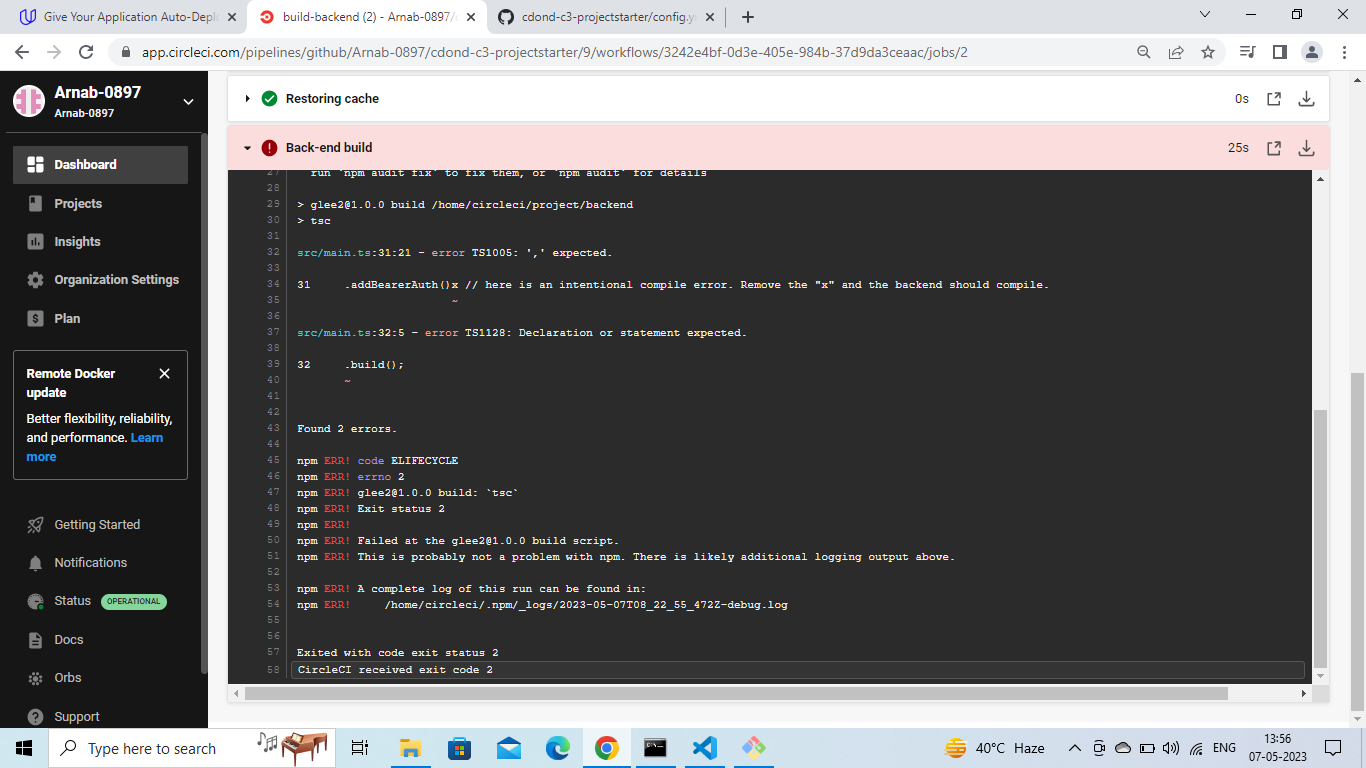 Give Your Application Auto-Depl
build-backend (2) - Arnab-0897/c
cdond-c3-projectstarter/config.y
app.circleci.com/pipelines/github/Arnab-0897/cdond-c3-projectstarter/9/workflows/3242e4bf-0d3e-405e-984b-37d9da3ceaac/jobs/2
Arnab-0897
Arnab-0897
Dashboard
Projects
Insights
Organization Settings
Plan
Remote Docker
update
Better flexibility, reliability,
and performance. Learn
more
Getting Started
Notifications
Status OPERATIONAL
Docs
Orbs
Support
Restoring cache 0s
Back-end build 25s
27 run `npm audit fix` to fix them, or `npm audit` for details
28
29 > glee2@1.0.0 build /home/circleci/project/backend
30 > tsc
31
32 src/main.ts:31:21 - error TS1005: ',' expected.
33
34 31 .addBearerAuth()x // here is an intentional compile error. Remove the "x" and the backend should compile.
35 ~
36
37 src/main.ts:32:5 - error TS1128: Declaration or statement expected.
38
39 32 .build();
40 ~
41
42
43 Found 2 errors.
44
45 npm ERR! code ELIFECYCLE
46 npm ERR! errno 2
47 npm ERR! glee2@1.0.0 build: `tsc`
48 npm ERR! Exit status 2
49 npm ERR!
50 npm ERR! Failed at the glee2@1.0.0 build script.
51 npm ERR! This is probably not a problem with npm. There is likely additional logging output above.
52
53 npm ERR! A complete log of this run can be found in:
54 npm ERR! /home/circleci/.npm/_logs/2023-05-07T08_22_55_472Z-debug.log
55
56
57 Exited with code exit status 2
58 CircleCI received exit code 2
Type here to search
40°C Haze
ENG
13:56
07-05-2023